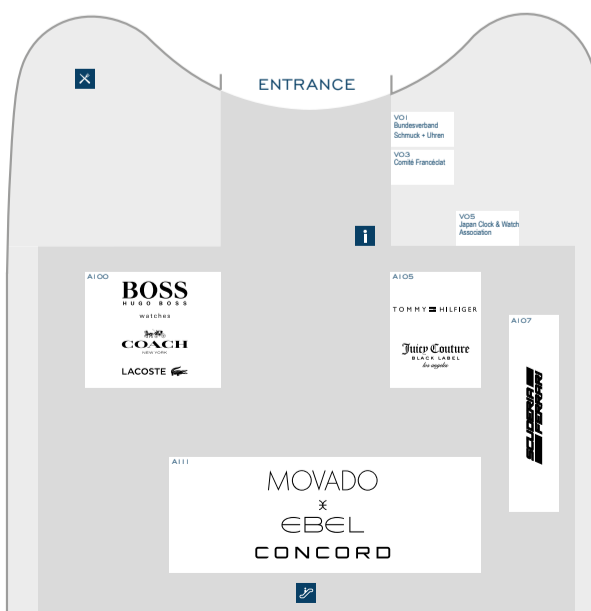 ENTRANCE
V01
Bundesverband
Schmuck + Uhren
V03
Comité Francéclat
i
V05
Japan Clock & Watch
Association
A100
BOSS
HUGO BOSS
watches
COACH
NEW YORK
LACOSTE
A105
TOMMY HILFIGER
Juicy Couture
BLACK LABEL
los angeles
A107
SCUDERIA
FERRARI
A111
MOVADO
EBEL
CONCORD